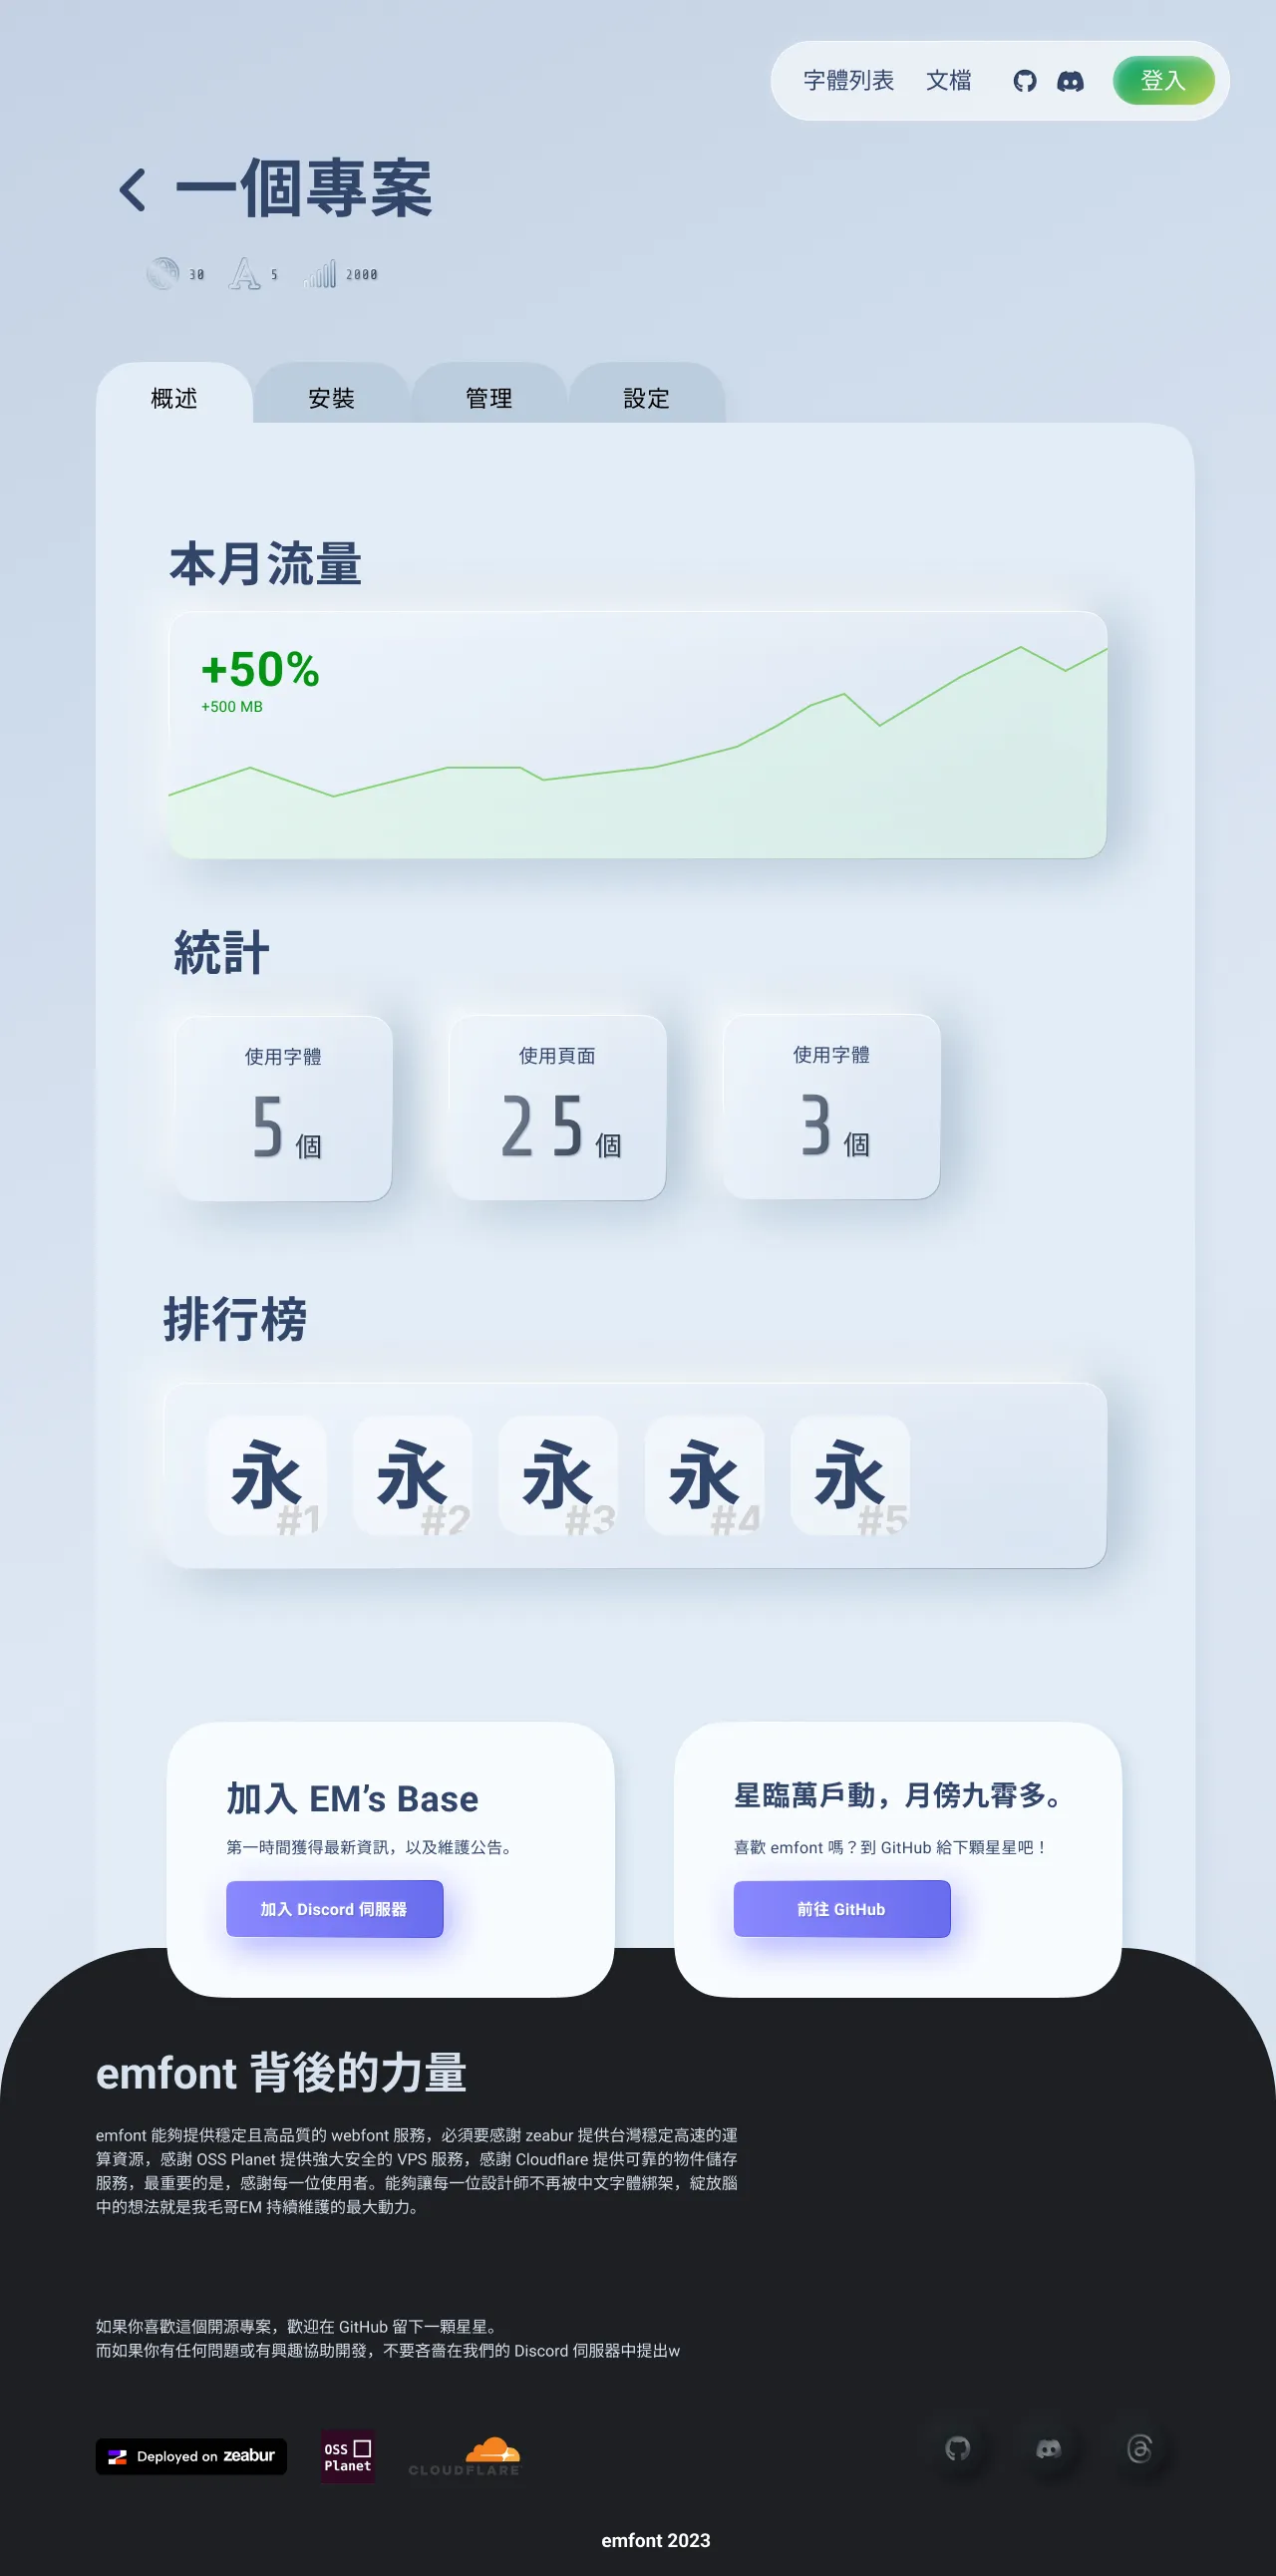 字體列表 文檔 登入
一個專案
30 5 2000
概述 安裝 管理 設定
本月流量
+50%
+500 MB
統計
使用字體 使用頁面 使用字體
5 個 25 個 3 個
排行榜
永 永 永 永 永
#1 #2 #3 #4 #5
加入 EM’s Base
第一時間獲得最新資訊，以及維護公告。
加入 Discord 伺服器
星臨萬戶動，月傍九霄多。
喜歡 emfont 嗎？到 GitHub 給下顆星星吧！
前往 GitHub
emfont 背後的力量
emfont 能夠提供穩定且高品質的 webfont 服務，必須要感謝 zeabur 提供台灣穩定高速的運
算資源，感謝 OSS Planet 提供強大安全的 VPS 服務，感謝 Cloudflare 提供可靠的物件儲存
服務，最重要的是，感謝每一位使用者。能夠讓每一位設計師不再被中文字體綁架，綻放腦
中的想法就是我毛哥EM 持續維護的最大動力。
如果你喜歡這個開源專案，歡迎在 GitHub 留下一顆星星。
而如果你有任何問題或有興趣協助開發，不要吝嗇在我們的 Discord 伺服器中提出w
Deployed on zeabur
OSS
Planet
CLOUDFLARE
emfont 2023